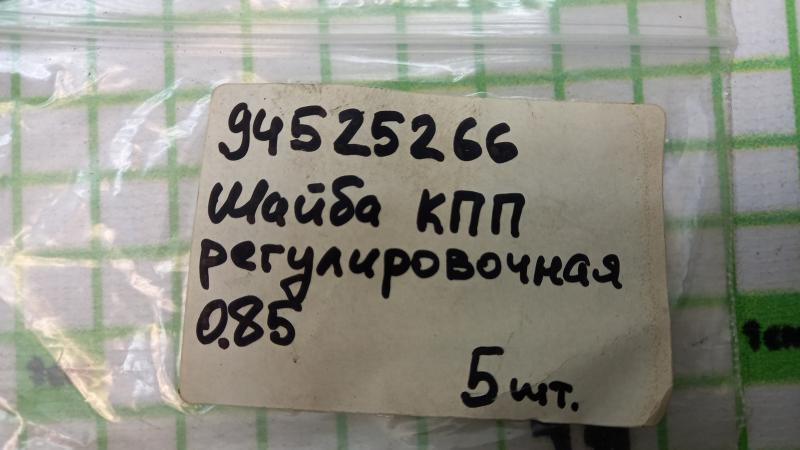 94525266
Шайба КПП
регулировочная
0.85
5 шт.